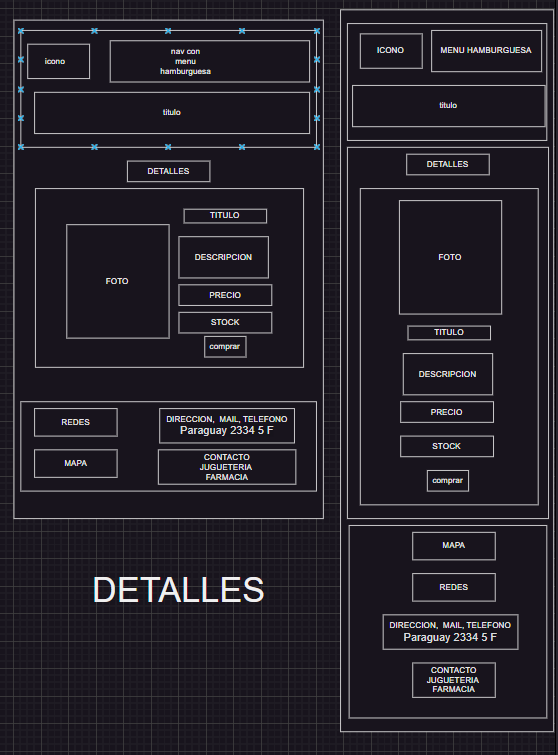 icono
nav con
menu
hamburguesa
titulo
DETALLES
FOTO
TITULO
DESCRIPCION
PRECIO
STOCK
comprar
REDES
DIRECCION, MAIL, TELEFONO
Paraguay 2334 5 F
MAPA
CONTACTO
JUGUETERIA
FARMACIA
DETALLES
ICONO
MENU HAMBURGUESA
titulo
DETALLES
FOTO
TITULO
DESCRIPCION
PRECIO
STOCK
comprar
MAPA
REDES
DIRECCION, MAIL, TELEFONO
Paraguay 2334 5 F
CONTACTO
JUGUETERIA
FARMACIA